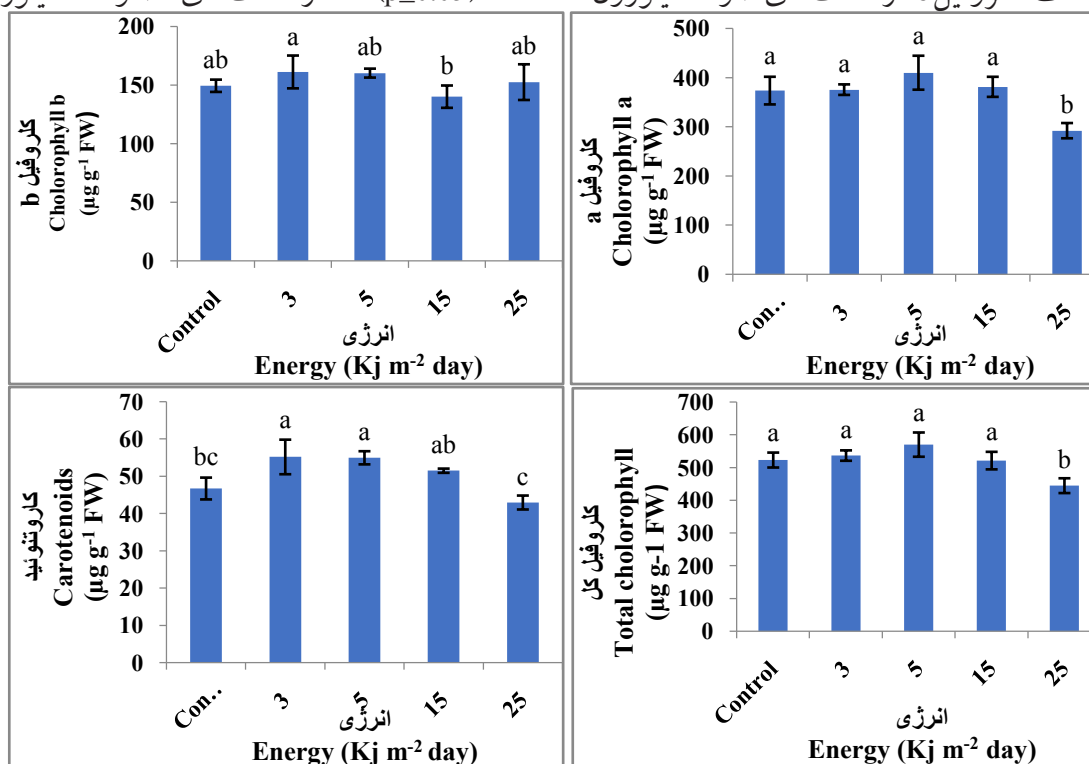 200
150
100
50
0
ab
a
ab
b
ab
کلروفیل b
Cholorophyll b
(µg g-1 FW)
Control
3
5
15
25
انرژی
Energy (Kj m-2 day)
500
400
300
200
100
0
a
a
a
a
b
کلروفیل a
Cholorophyll a
(µg g-1 FW)
Con..
3
5
15
25
انرژی
Energy (Kj m-2 day)
70
60
50
40
30
20
10
0
bc
a
a
ab
c
کاروتنوئید
Carotenoids
(µg g-1 FW)
Con..
3
5
15
25
انرژی
Energy (Kj m-2 day)
700
600
500
400
300
200
100
0
a
a
a
a
b
کلروفیل کل
Total cholorophyll
(µg g-1 FW)
Control
3
5
15
25
انرژی
Energy (Kj m-2 day)